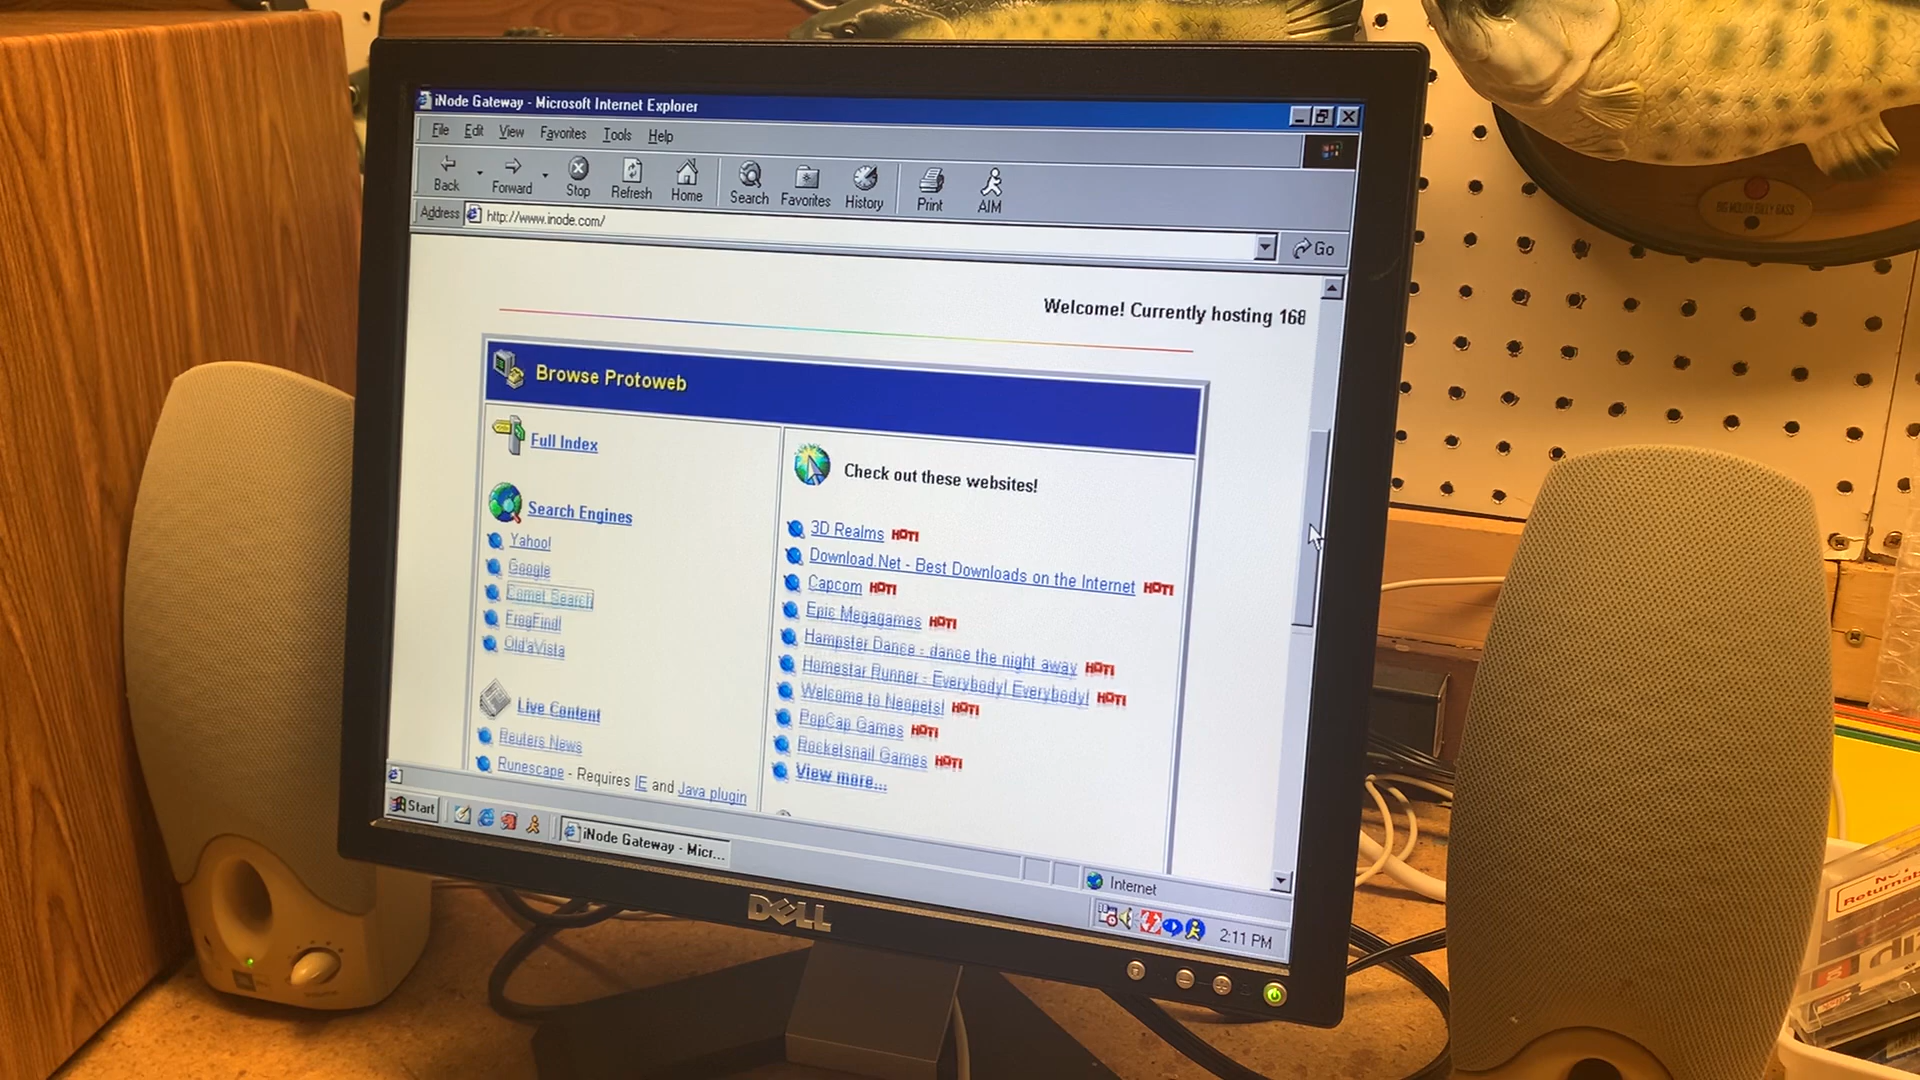 iNode Gateway - Microsoft Internet Explorer
File Edit View Favorites Tools Help
Back Forward Stop Refresh Home Search Favorites History Print AIM
Address http://www.inode.com/ Go
Welcome! Currently hosting 168
Browse Protoweb
Full Index
Search Engines
Yahoo!
Google
Comet Search
FrogFind!
Old'aVista
Live Content
Reuters News
Runescape - Requires IE and Java plugin
Check out these websites!
3D Realms HOT!
Download.Net - Best Downloads on the Internet HOT!
Capcom HOT!
Epic Megagames HOT!
Hampster Dance - dance the night away HOT!
Homestar Runner - Everybody! Everybody! HOT!
Welcome to Neopets! HOT!
PopCap Games HOT!
Rocketsnail Games HOT!
View more...
Internet
Start iNode Gateway - Micr...
2:11 PM
DELL
BIG MOUTH BILLY BASS
Returnab